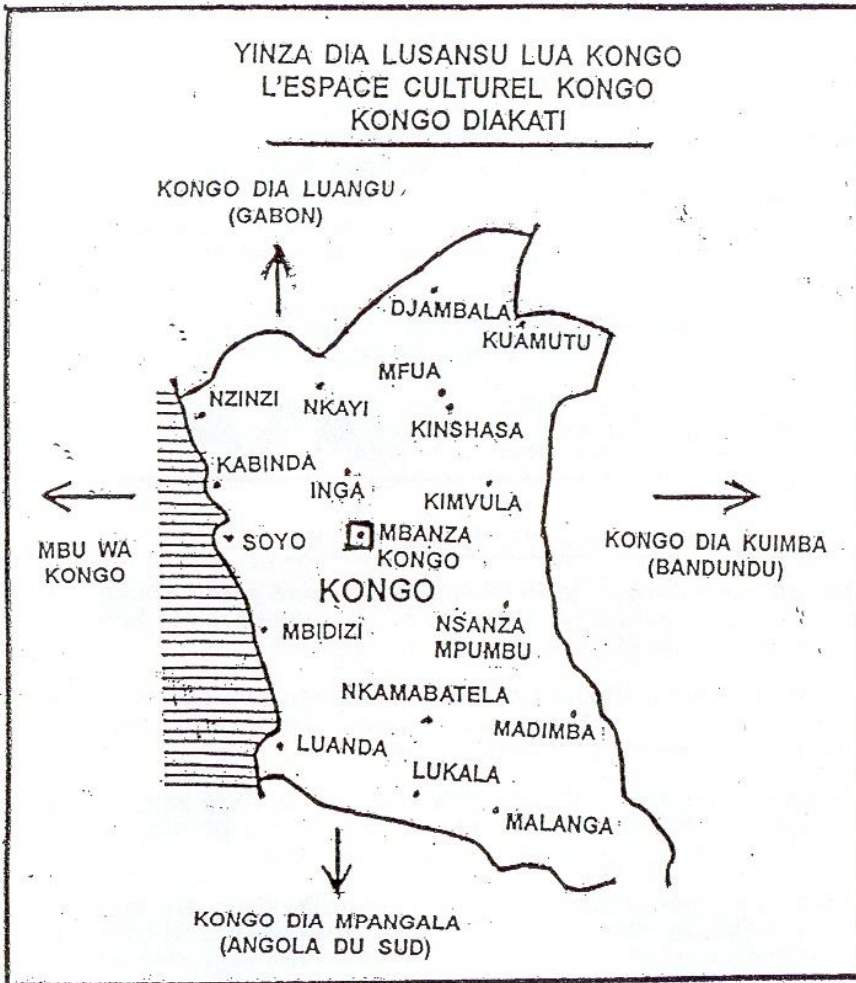 YINZA DIA LUSANSU LUA KONGO
L'ESPACE CULTUREL KONGO
KONGO DIAKATI
KONGO DIA LUANGU
(GABON)
DJAMBALA
KUAMUTU
MFUA
NZINZI
NKAYI
KINSHASA
KABINDA
INGA
KIMVULA
MBU WA
KONGO
SOYO
MBANZA
KONGO
KONGO DIA KUIMBA
(BANDUNDU)
KONGO
MBIDIZI
NSANZA
MPUMBU
NKAMABATELA
MADIMBA
LUANDA
LUKALA
MALANGA
KONGO DIA MPANGALA
(ANGOLA DU SUD)